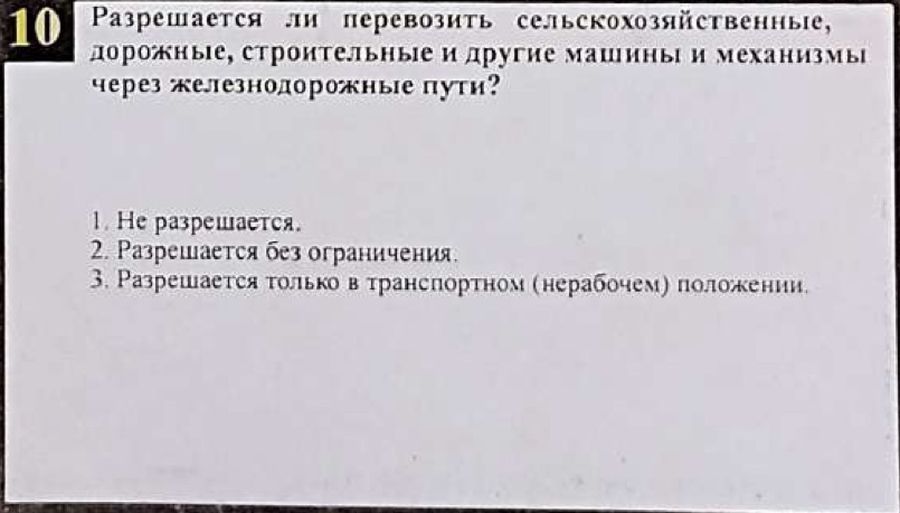 10
Разрешается ли перевозить сельскохозяйственные,
дорожные, строительные и другие машины и механизмы
через железнодорожные пути?
1. Не разрешается.
2. Разрешается без ограничения.
3. Разрешается только в транспортном (нерабочем) положении.